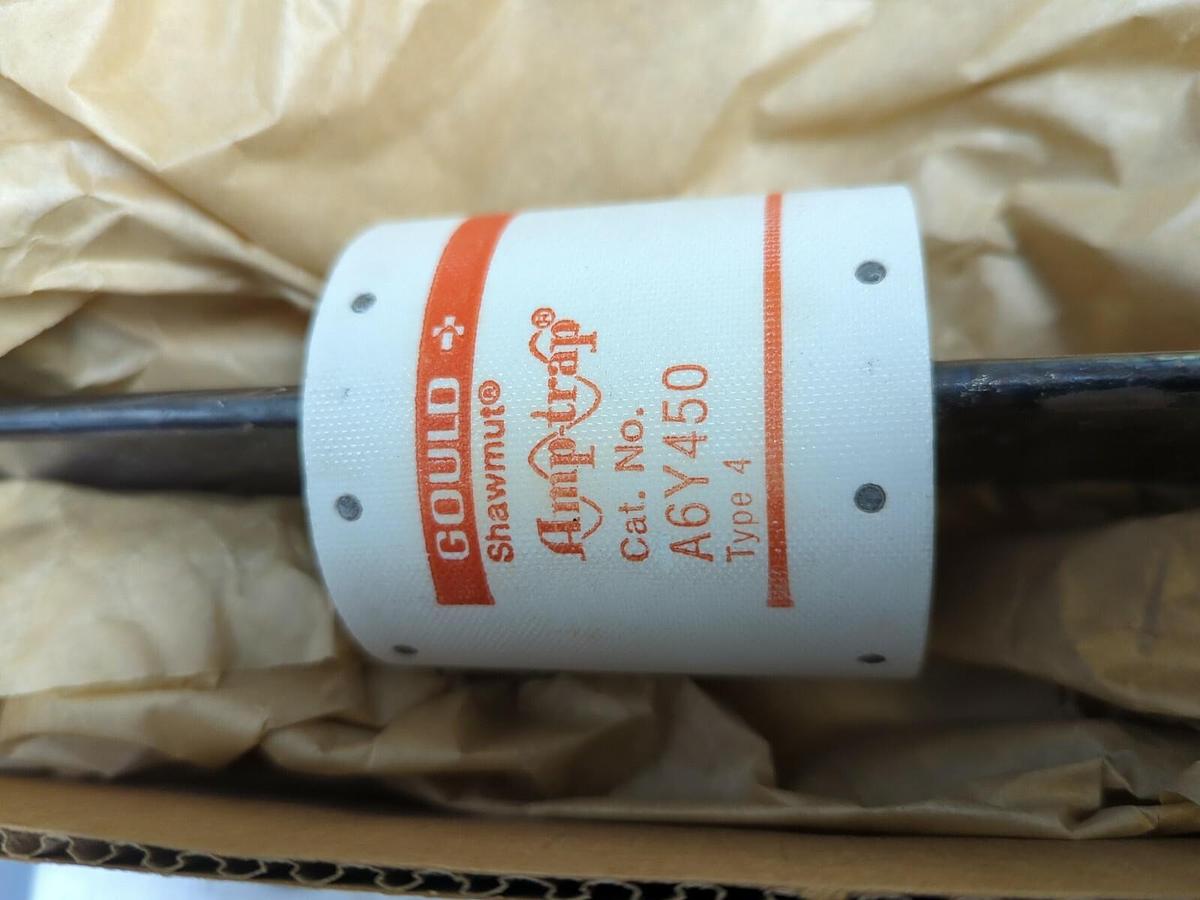 GOULD
Shawmut®
Amp-trap®
Cat. No.
A6Y450
Type 4